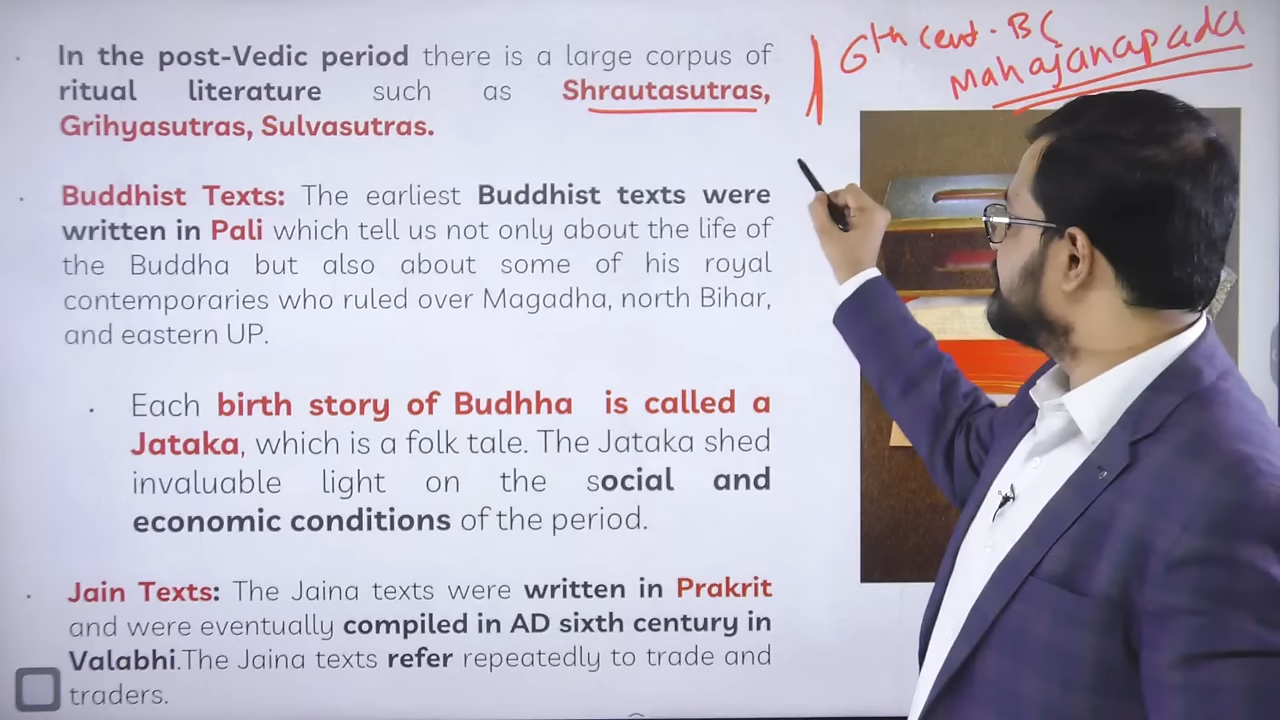 In the post-Vedic period there is a large corpus of
ritual literature such as Shrautasutras,
Grihyasutras, Sulvasutras.
6th cent. BC
Mahajanapada
Buddhist Texts: The earliest Buddhist texts were
written in Pali which tell us not only about the life of
the Buddha but also about some of his royal
contemporaries who ruled over Magadha, north Bihar,
and eastern UP.
Each birth story of Budhha is called a
Jataka, which is a folk tale. The Jataka shed
invaluable light on the social and
economic conditions of the period.
Jain Texts: The Jaina texts were written in Prakrit
and were eventually compiled in AD sixth century in
Valabhi.The Jaina texts refer repeatedly to trade and
traders.